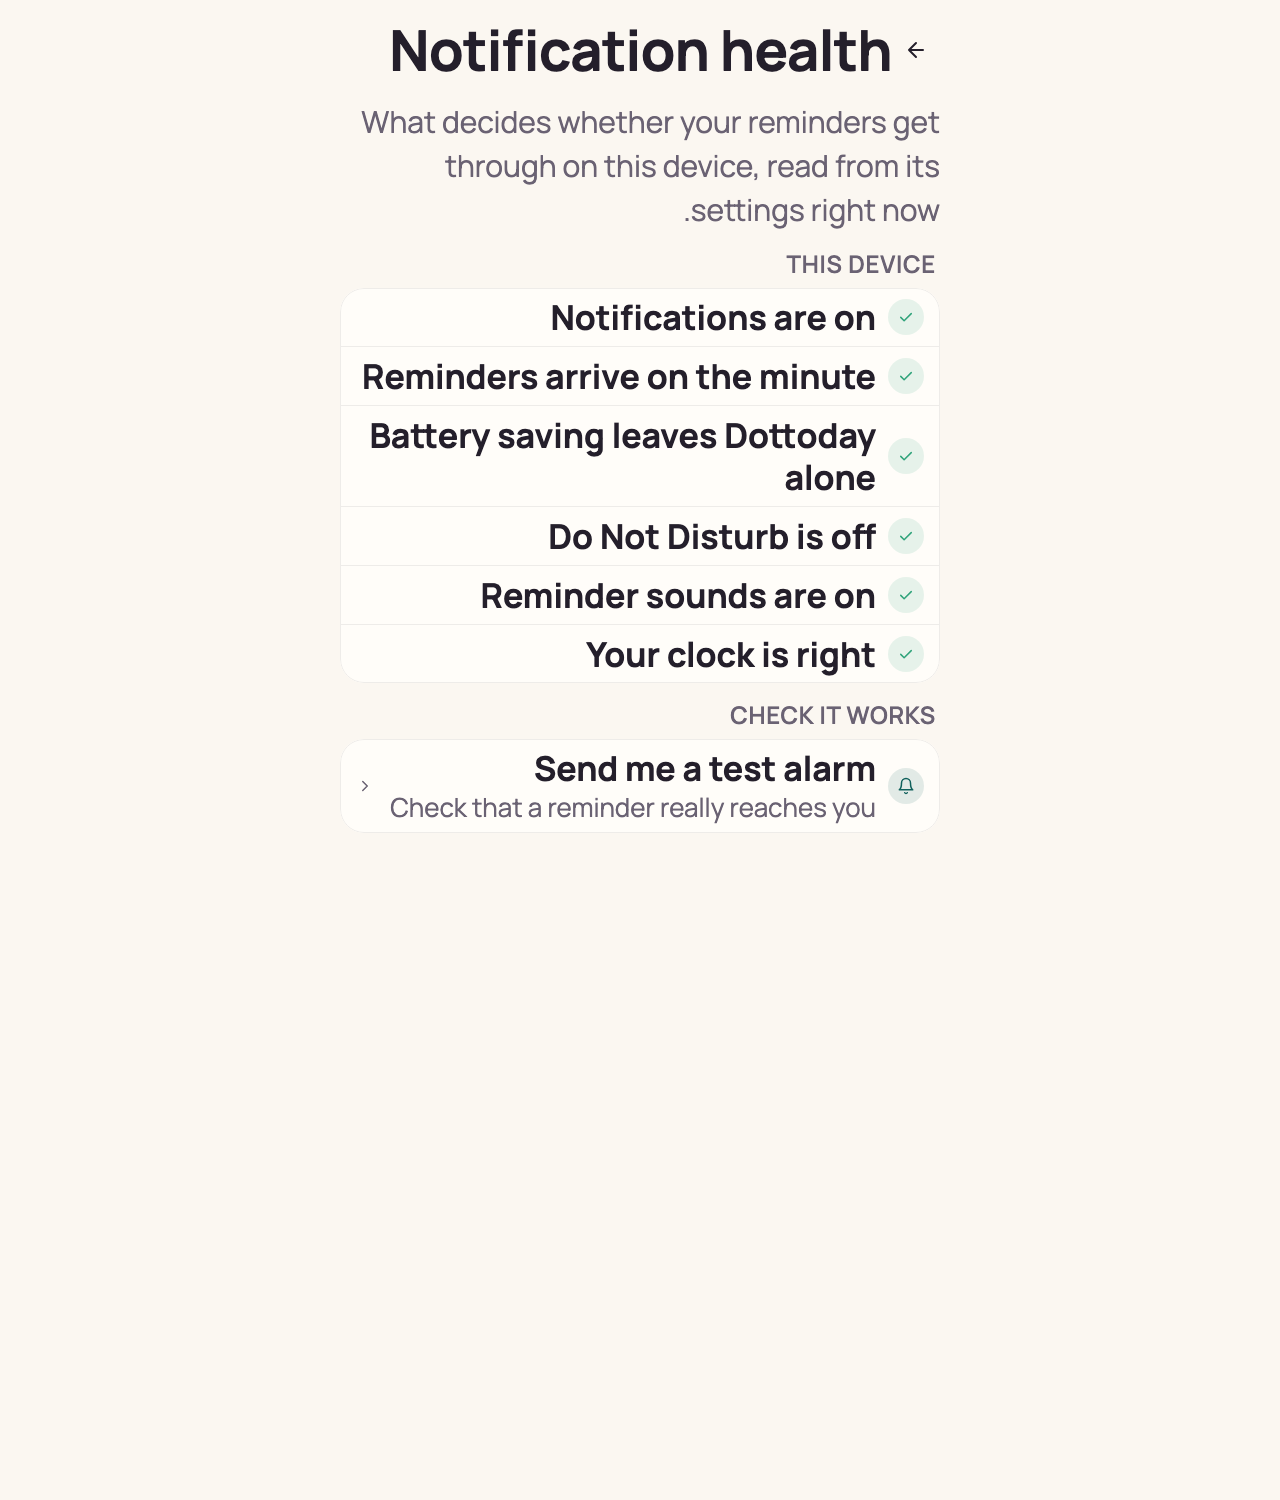 Notification health
What decides whether your reminders get
through on this device, read from its
.settings right now
THIS DEVICE
Notifications are on
Reminders arrive on the minute
Battery saving leaves Dottoday
alone
Do Not Disturb is off
Reminder sounds are on
Your clock is right
CHECK IT WORKS
Send me a test alarm
Check that a reminder really reaches you